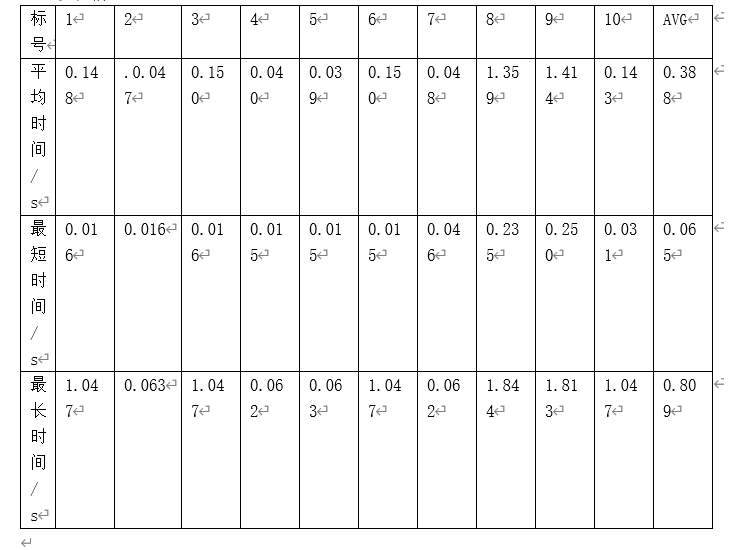 标号 1 2 3 4 5 6 7 8 9 10 AVG
平均时间/s 0.148 .0.047 0.150 0.040 0.039 0.150 0.048 1.359 1.414 0.143 0.388
最短时间/s 0.016 0.016 0.016 0.015 0.015 0.015 0.046 0.235 0.250 0.031 0.065
最长时间/s 1.047 0.063 1.047 0.062 0.063 1.047 0.062 1.844 1.813 1.047 0.809